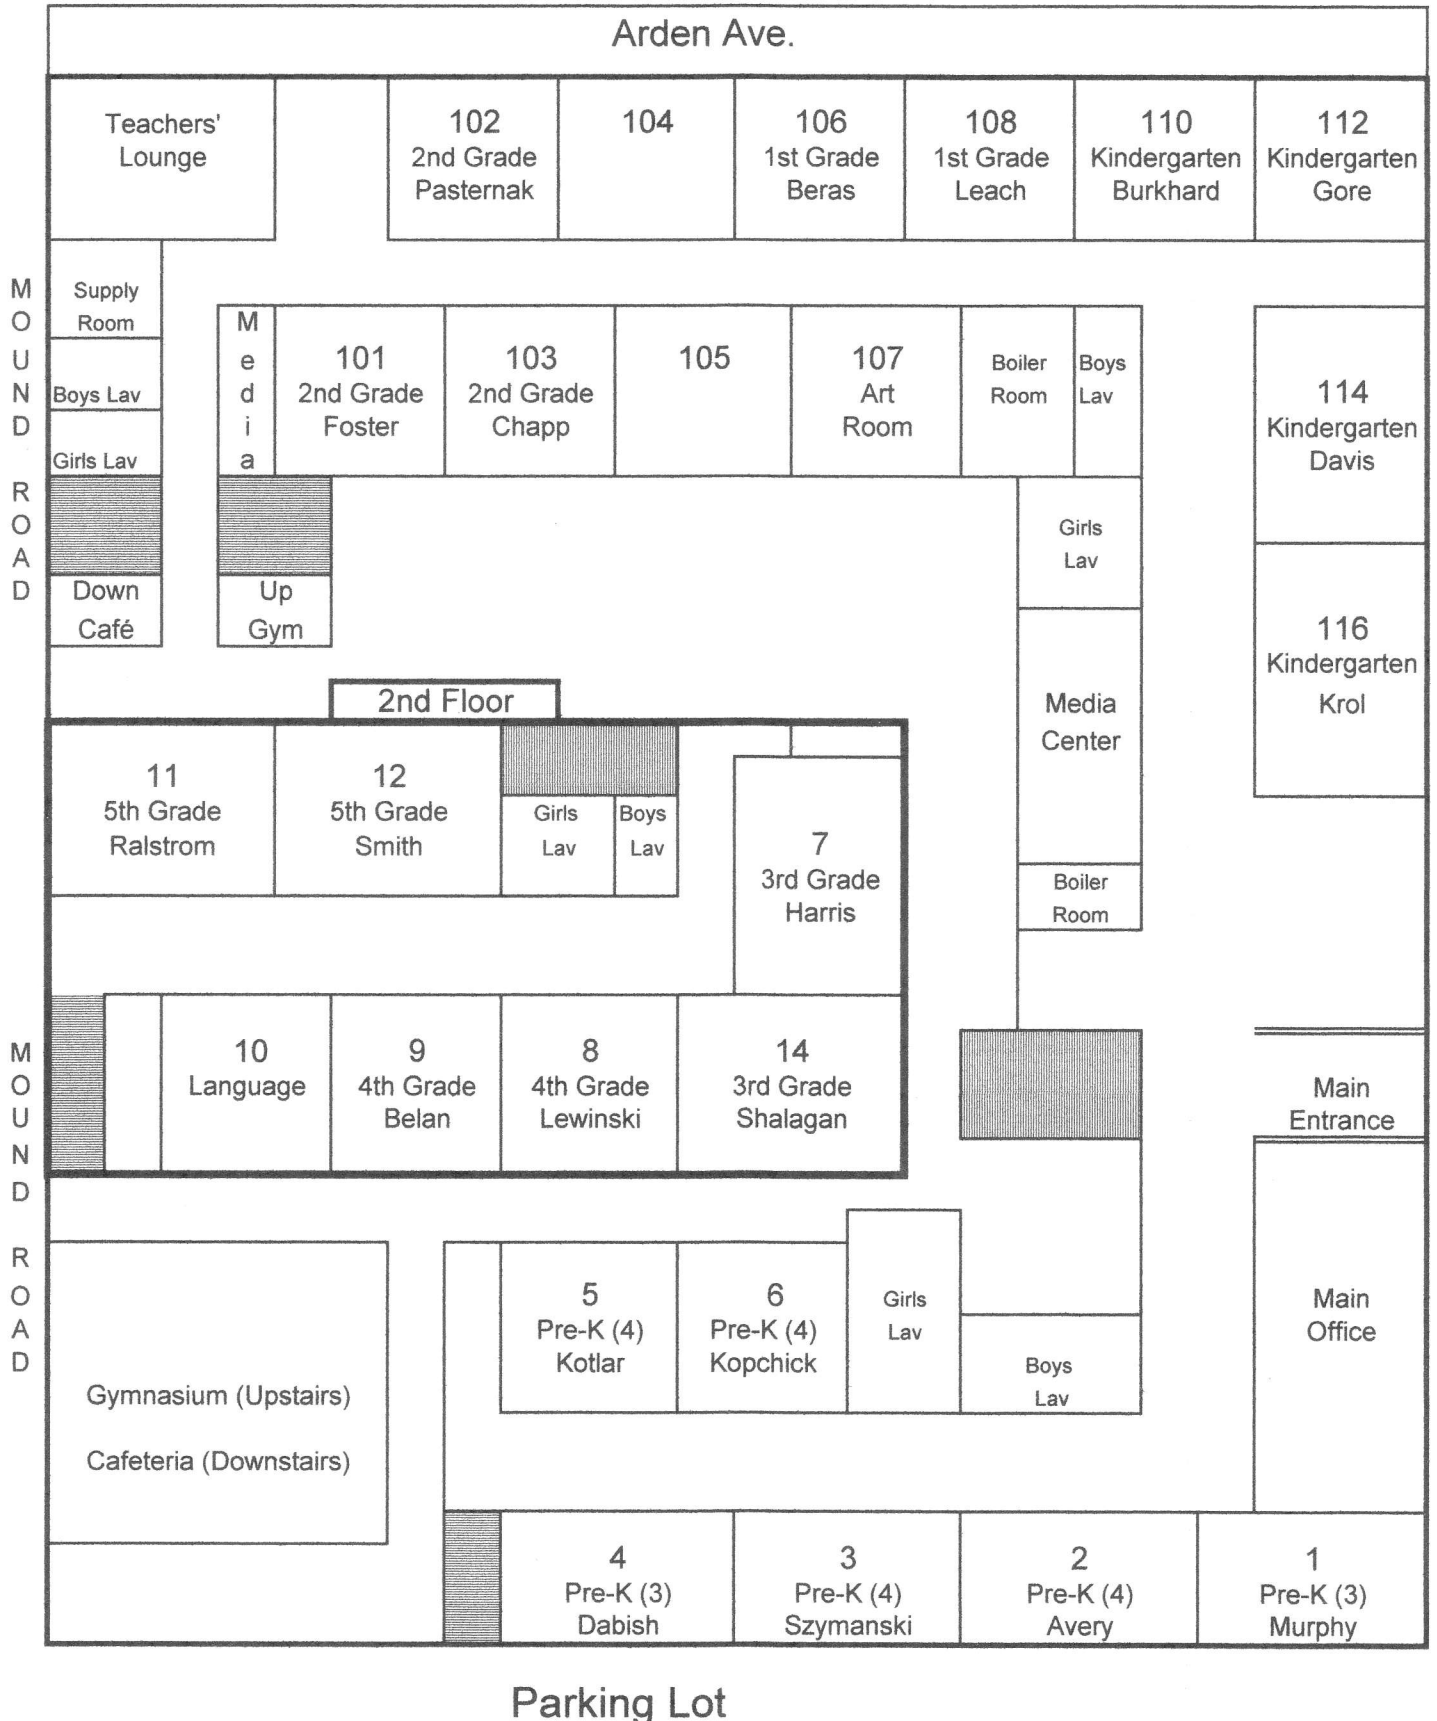 Arden Ave.
Teachers'
Lounge
102
2nd Grade
Pasternak
104
106
1st Grade
Beras
108
1st Grade
Leach
110
Kindergarten
Burkhard
112
Kindergarten
Gore
MOUND ROAD
Supply
Room
Boys Lav
Girls Lav
Down
Café
Media
Up
Gym
101
2nd Grade
Foster
103
2nd Grade
Chapp
105
107
Art
Room
Boiler
Room
Boys
Lav
Girls
Lav
Media
Center
Boiler
Room
114
Kindergarten
Davis
116
Kindergarten
Krol
2nd Floor
11
5th Grade
Ralstrom
12
5th Grade
Smith
Girls
Lav
Boys
Lav
7
3rd Grade
Harris
10
Language
9
4th Grade
Belan
8
4th Grade
Lewinski
14
3rd Grade
Shalagan
Main
Entrance
MOUND ROAD
Gymnasium (Upstairs)
Cafeteria (Downstairs)
5
Pre-K (4)
Kotlar
6
Pre-K (4)
Kopchick
Girls
Lav
Boys
Lav
Main
Office
4
Pre-K (3)
Dabish
3
Pre-K (4)
Szymanski
2
Pre-K (4)
Avery
1
Pre-K (3)
Murphy
Parking Lot